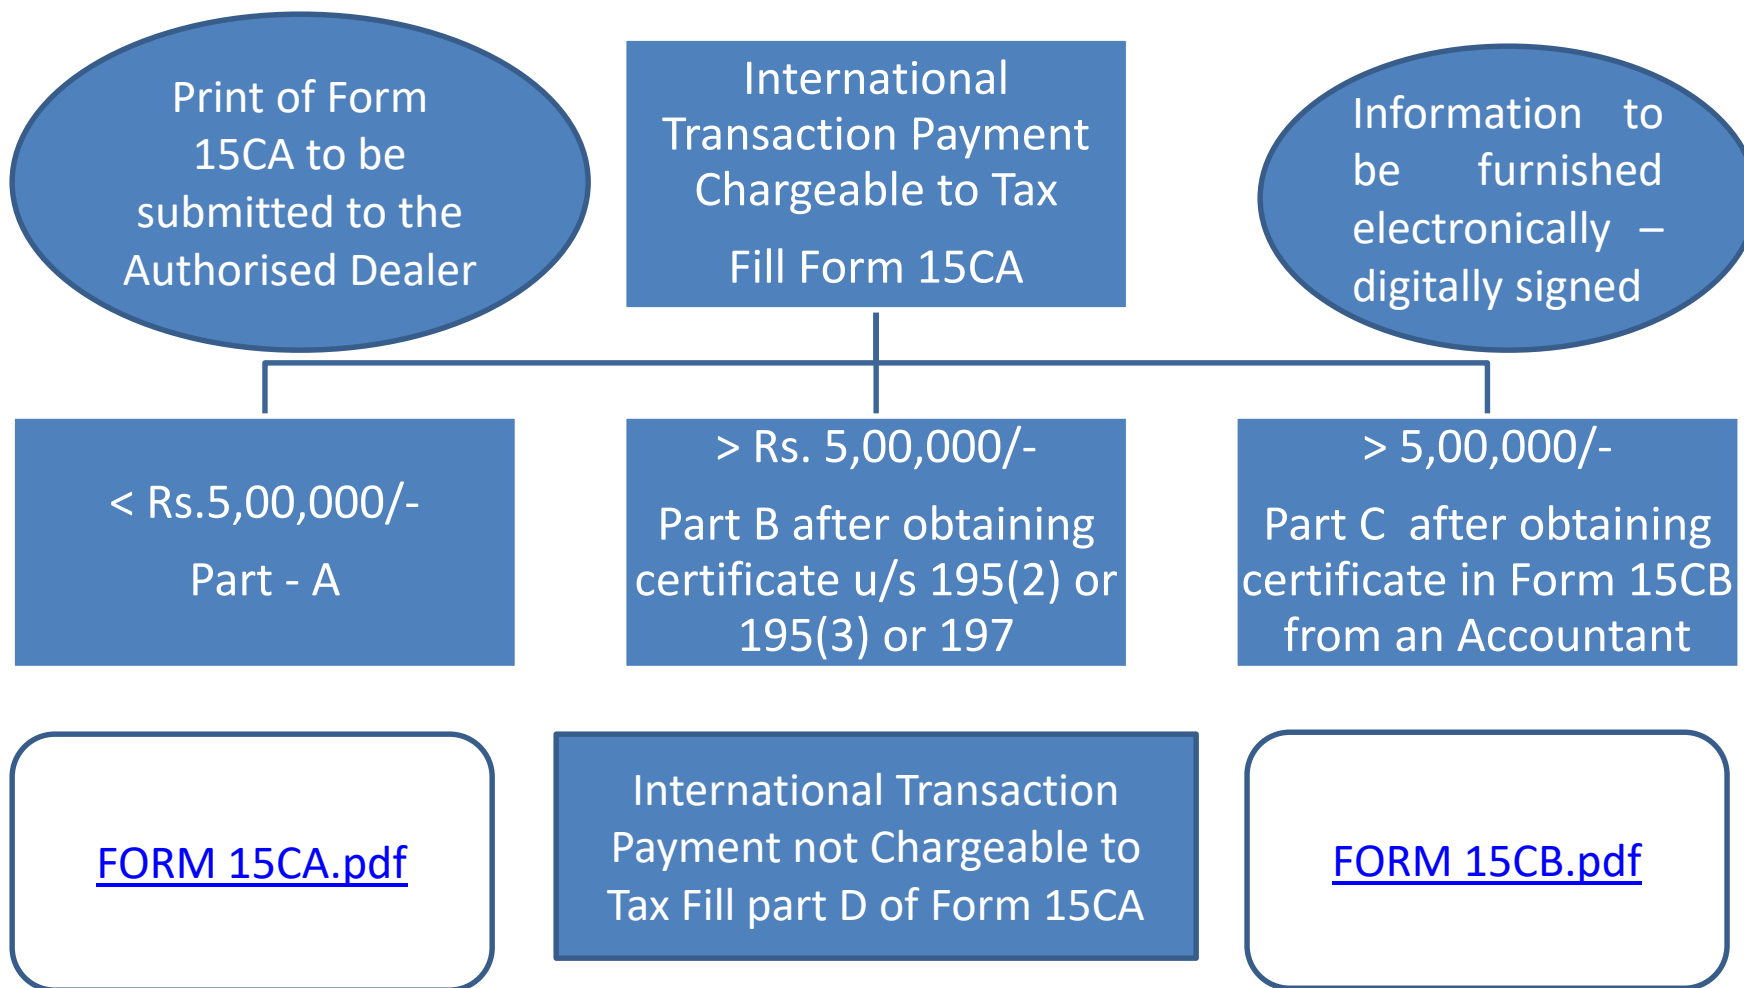 Print of Form
15CA to be
submitted to the
Authorised Dealer
International
Transaction Payment
Chargeable to Tax
Fill Form 15CA
Information to
be furnished
electronically –
digitally signed
< Rs.5,00,000/-
Part - A
> Rs. 5,00,000/-
Part B after obtaining
certificate u/s 195(2) or
195(3) or 197
> 5,00,000/-
Part C after obtaining
certificate in Form 15CB
from an Accountant
FORM 15CA.pdf
International Transaction
Payment not Chargeable to
Tax Fill part D of Form 15CA
FORM 15CB.pdf